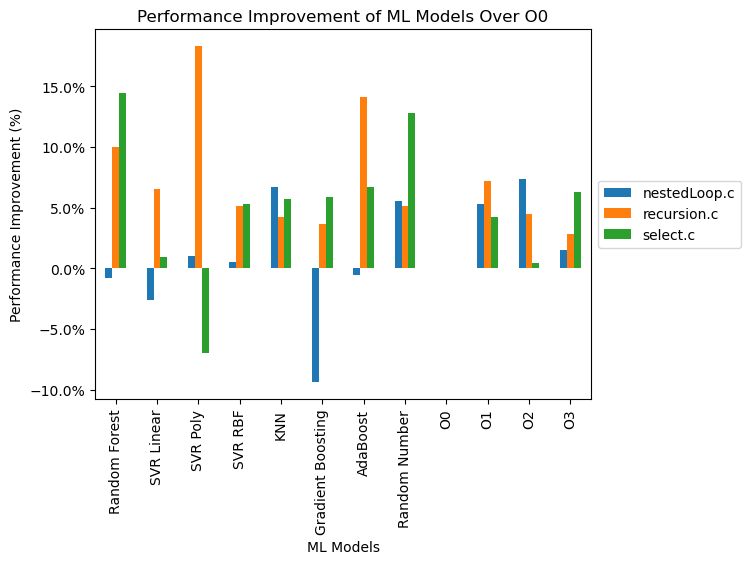 Performance Improvement of ML Models Over O0
Performance Improvement (%)
15.0%
10.0%
5.0%
0.0%
−5.0%
−10.0%
Random Forest
SVR Linear
SVR Poly
SVR RBF
KNN
Gradient Boosting
AdaBoost
Random Number
O0
O1
O2
O3
ML Models
nestedLoop.c
recursion.c
select.c